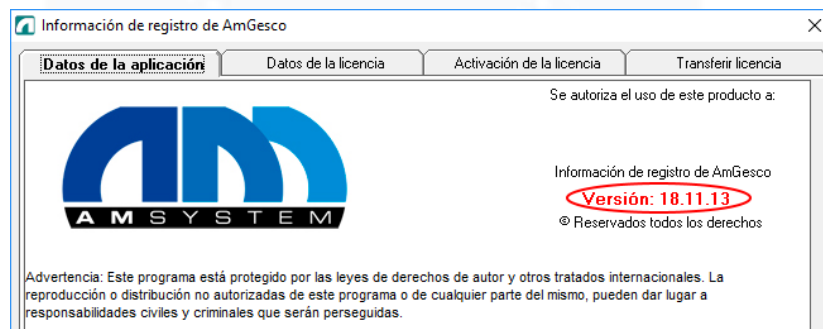 Información de registro de AmGesco
Datos de la aplicación
Datos de la licencia
Activación de la licencia
Transferir licencia
Se autoriza el uso de este producto a:
AMSYSTEM
Información de registro de AmGesco
Versión: 18.11.13
© Reservados todos los derechos
Advertencia: Este programa está protegido por las leyes de derechos de autor y otros tratados internacionales. La
reproducción o distribución no autorizadas de este programa o de cualquier parte del mismo, pueden dar lugar a
responsabilidades civiles y criminales que serán perseguidas.